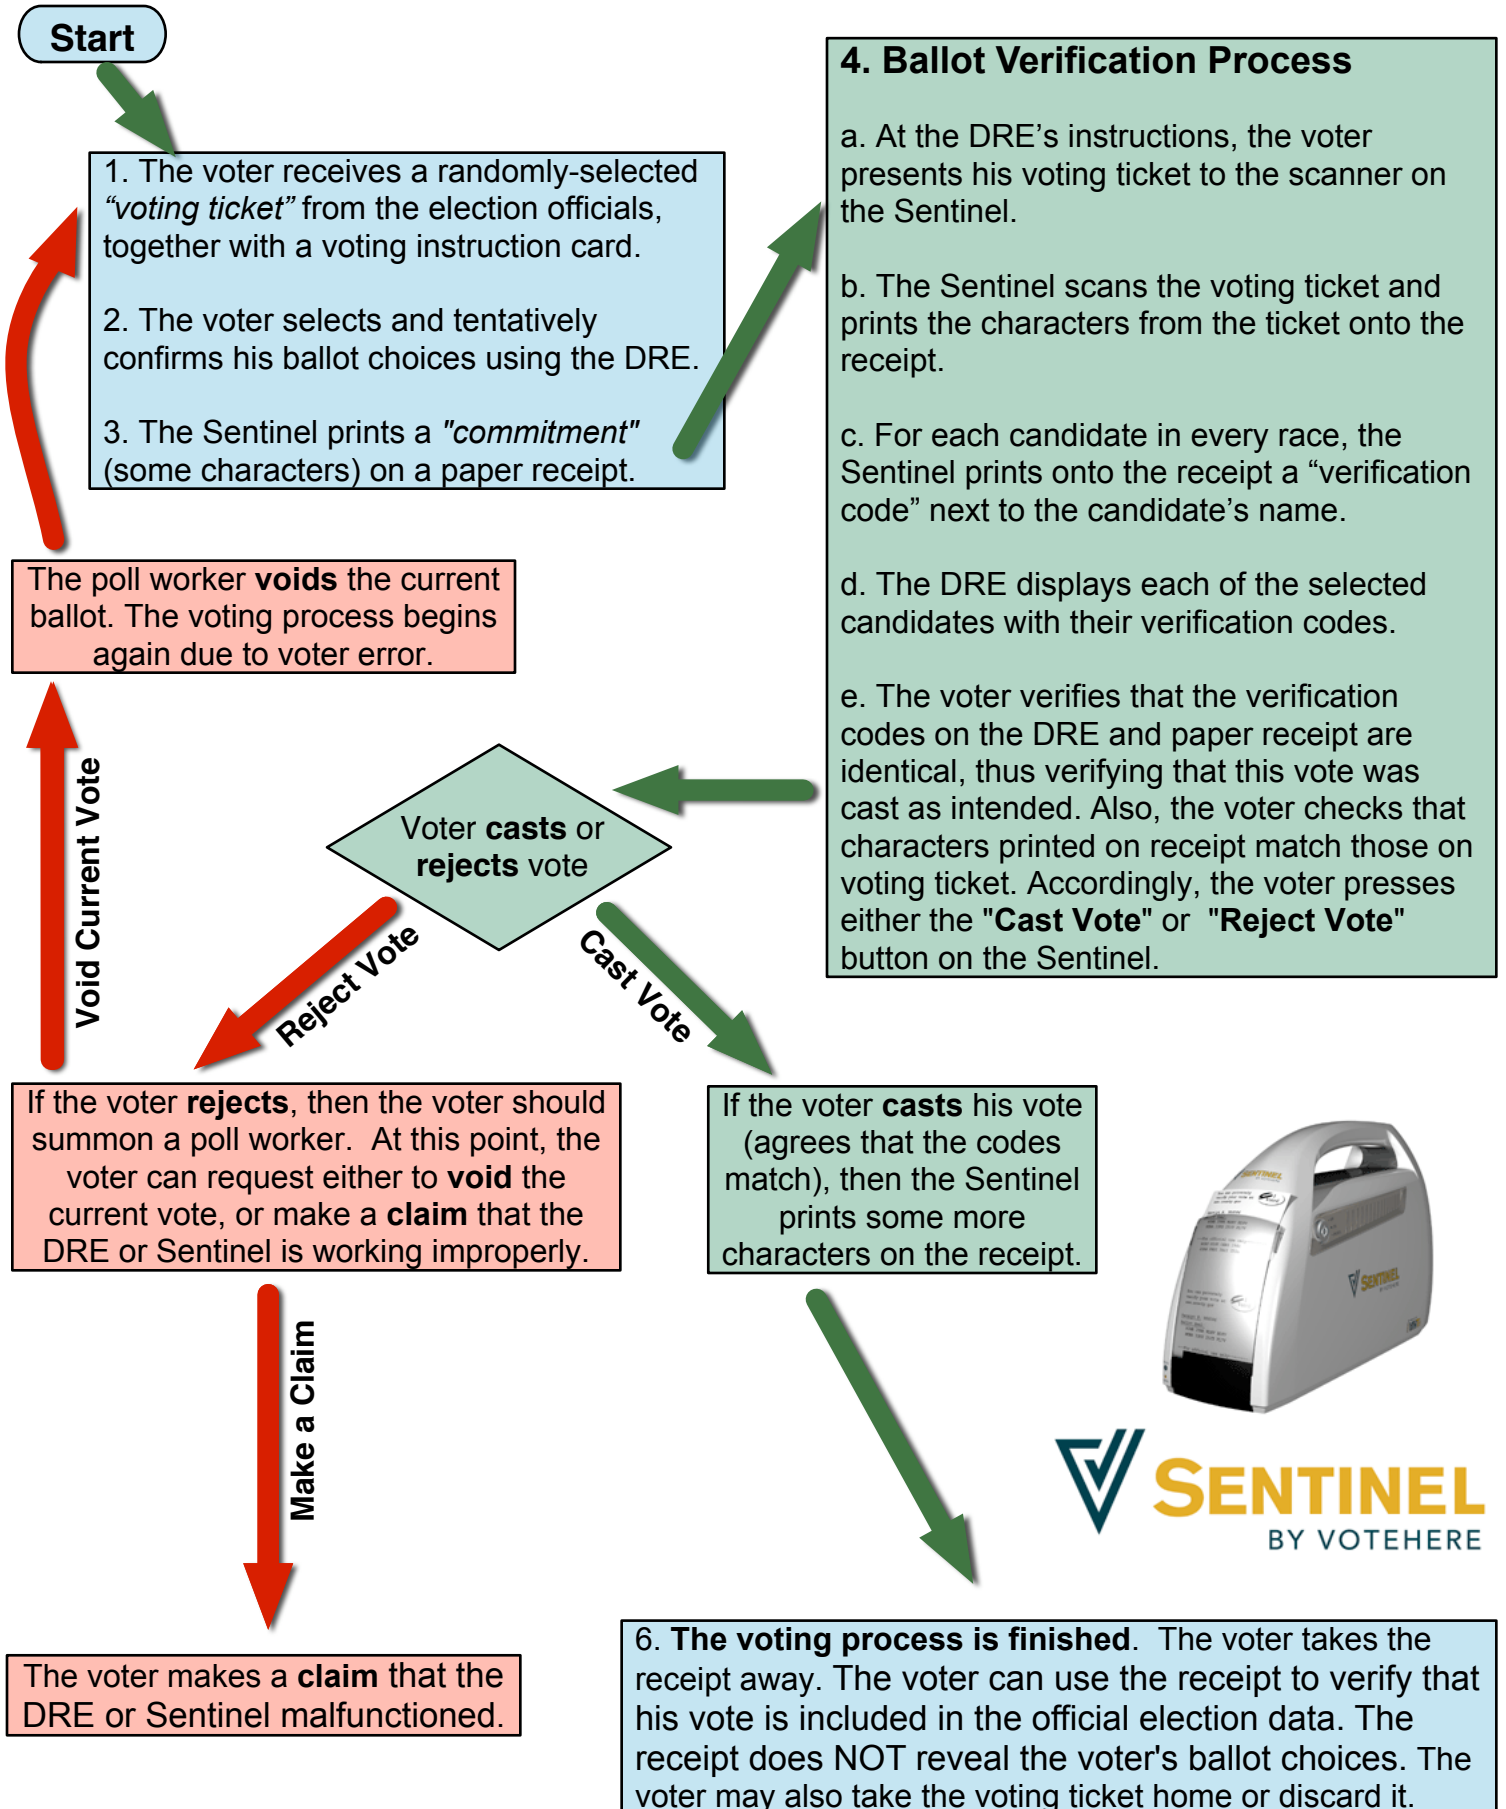 Start
1. The voter receives a randomly-selected
“voting ticket” from the election officials,
together with a voting instruction card.
2. The voter selects and tentatively
confirms his ballot choices using the DRE.
3. The Sentinel prints a "commitment"
(some characters) on a paper receipt.
4. Ballot Verification Process
a. At the DRE’s instructions, the voter
presents his voting ticket to the scanner on
the Sentinel.
b. The Sentinel scans the voting ticket and
prints the characters from the ticket onto the
receipt.
c. For each candidate in every race, the
Sentinel prints onto the receipt a “verification
code” next to the candidate’s name.
d. The DRE displays each of the selected
candidates with their verification codes.
e. The voter verifies that the verification
codes on the DRE and paper receipt are
identical, thus verifying that this vote was
cast as intended. Also, the voter checks that
characters printed on receipt match those on
voting ticket. Accordingly, the voter presses
either the "Cast Vote" or "Reject Vote"
button on the Sentinel.
The poll worker voids the current
ballot. The voting process begins
again due to voter error.
Void Current Vote
Voter casts or
rejects vote
Reject Vote
Cast Vote
If the voter rejects, then the voter should
summon a poll worker. At this point, the
voter can request either to void the
current vote, or make a claim that the
DRE or Sentinel is working improperly.
If the voter casts his vote
(agrees that the codes
match), then the Sentinel
prints some more
characters on the receipt.
Make a Claim
SENTINEL
SENTINEL
SENTINEL
BY VOTEHERE
The voter makes a claim that the
DRE or Sentinel malfunctioned.
6. The voting process is finished. The voter takes the
receipt away. The voter can use the receipt to verify that
his vote is included in the official election data. The
receipt does NOT reveal the voter's ballot choices. The
voter may also take the voting ticket home or discard it.